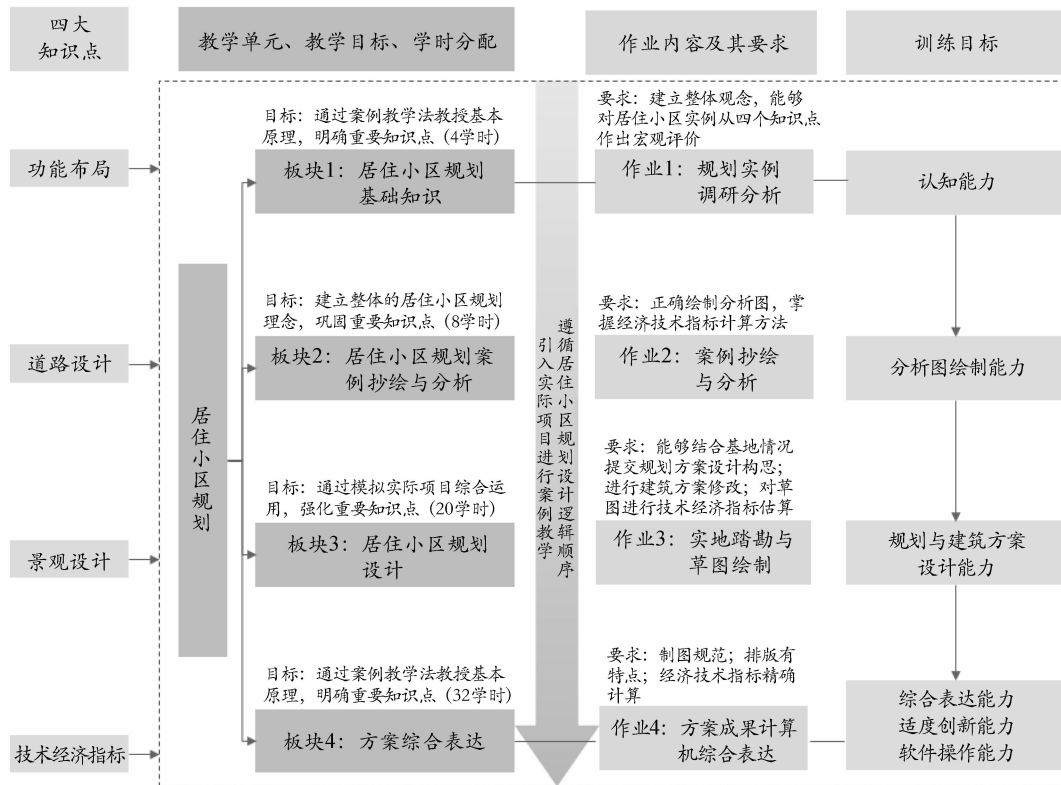 四大
知识点
教学单元、教学目标、学时分配
作业内容及其要求
训练目标
目标：通过案例教学法教授基本
原理，明确重要知识点 (4学时)
要求：建立整体观念，能够
对居住小区实例从四个知识点
作出宏观评价
功能布局
板块1：居住小区规划
基础知识
作业1：规划实例
调研分析
认知能力
目标：建立整体的居住小区规划
理念，巩固重要知识点 (8学时)
要求：正确绘制分析图，掌
握经济技术指标计算方法
道路设计
板块2：居住小区规划案
例抄绘与分析
作业2：案例抄绘
与分析
分析图绘制能力
居住小区规划
遵循居住小区规划设计逻辑顺序
引入实际项目进行案例教学
目标：通过模拟实际项目综合运
用，强化重要知识点 (20学时)
要求：能够结合基地情况
提交规划方案设计构思；
进行建筑方案修改；对草
图进行技术经济指标估算
景观设计
板块3：居住小区规划
设计
作业3：实地踏勘与
草图绘制
规划与建筑方案
设计能力
目标：通过案例教学法教授基本
原理，明确重要知识点 (32学时)
要求：制图规范；排版有
特点；经济技术指标精确
计算
技术经济指标
板块4：方案综合表达
作业4：方案成果计算
机综合表达
综合表达能力
适度创新能力
软件操作能力